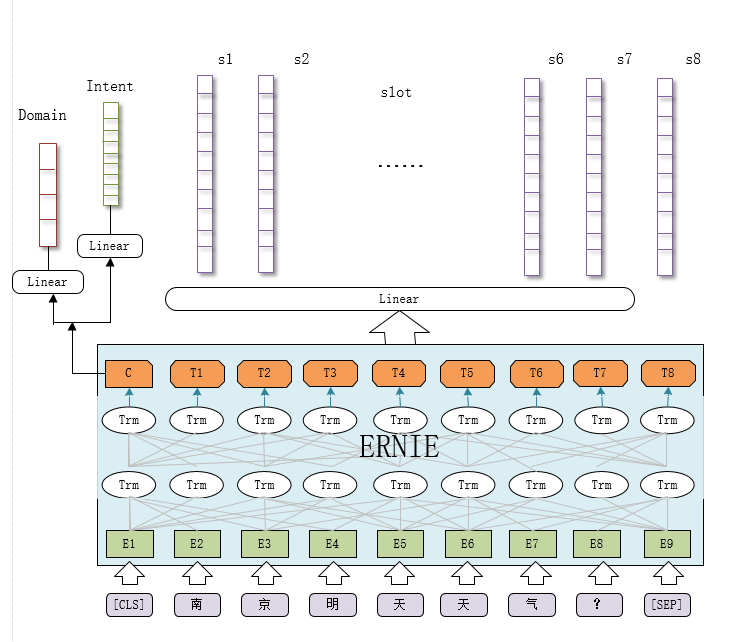 s1 s2 s6 s7 s8
Intent
slot
Domain
......
Linear
Linear
Linear
C T1 T2 T3 T4 T5 T6 T7 T8
Trm Trm Trm Trm Trm Trm Trm Trm Trm
ERNIE
Trm Trm Trm Trm Trm Trm Trm Trm Trm
E1 E2 E3 E4 E5 E6 E7 E8 E9
[CLS] 南 京 明 天 天 气 ? [SEP]